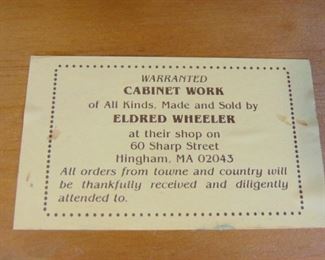 WARRANTED
CABINET WORK
of All Kinds, Made and Sold by
ELDRED WHEELER
at their shop on
60 Sharp Street
Hingham, MA 02043
All orders from towne and country will
be thankfully received and diligently
attended to.